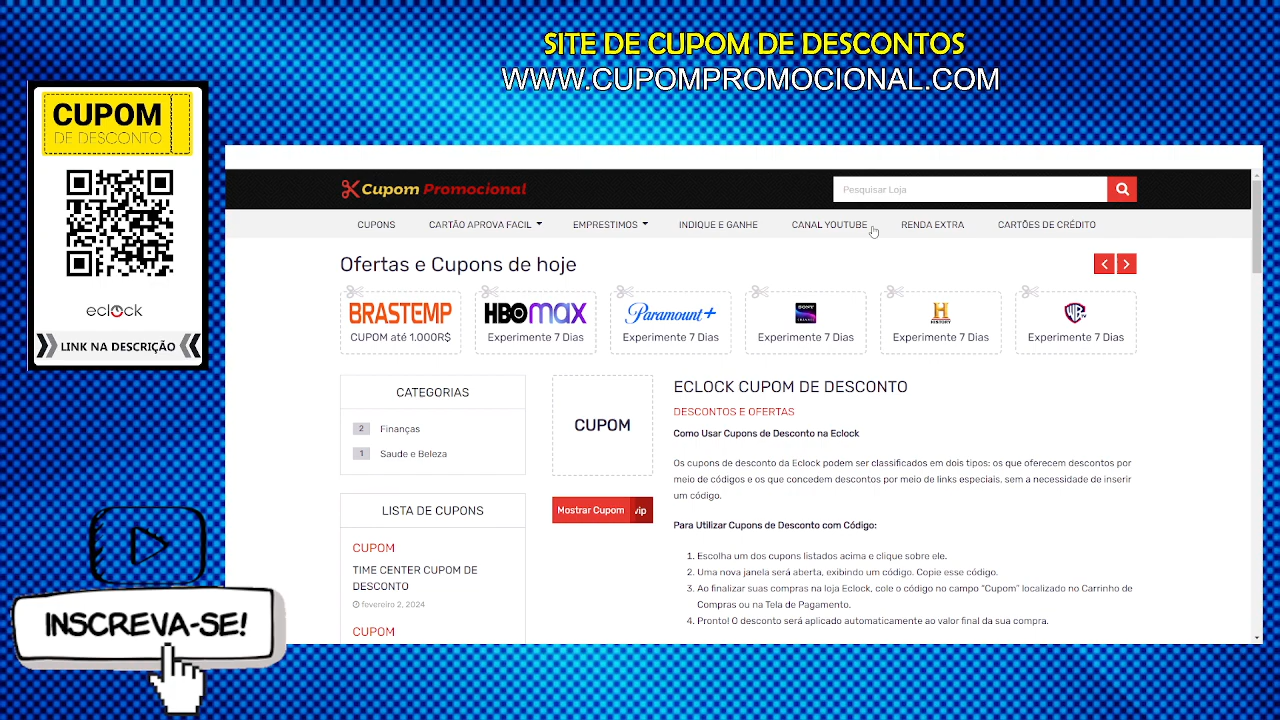 SITE DE CUPOM DE DESCONTOS
WWW.CUPOMPROMOCIONAL.COM
CUPOM
DE DESCONTO
eclock
LINK NA DESCRIÇÃO
INSCREVA-SE!
Cupom Promocional
Pesquisar Loja
CUPONS CARTÃO APROVA FACIL EMPRESTIMOS INDIQUE E GANHE CANAL YOUTUBE RENDA EXTRA CARTÕES DE CRÉDITO
Ofertas e Cupons de hoje
BRASTEMP
CUPOM até 1.000R$
HBOmax
Experimente 7 Dias
Paramount+
Experimente 7 Dias
SONY
CHANNEL
Experimente 7 Dias
H
HISTORY
Experimente 7 Dias
WB
Experimente 7 Dias
CATEGORIAS
2 Finanças
1 Saude e Beleza
LISTA DE CUPONS
CUPOM
TIME CENTER CUPOM DE
DESCONTO
fevereiro 2, 2024
CUPOM
CUPOM
Mostrar Cupom vip
ECLOCK CUPOM DE DESCONTO
DESCONTOS E OFERTAS
Como Usar Cupons de Desconto na Eclock
Os cupons de desconto da Eclock podem ser classificados em dois tipos: os que oferecem descontos por
meio de códigos e os que concedem descontos por meio de links especiais, sem a necessidade de inserir
um código.
Para Utilizar Cupons de Desconto com Código:
1. Escolha um dos cupons listados acima e clique sobre ele.
2. Uma nova janela será aberta, exibindo um código. Copie esse código.
3. Ao finalizar suas compras na loja Eclock, cole o código no campo “Cupom” localizado no Carrinho de
Compras ou na Tela de Pagamento.
4. Pronto! O desconto será aplicado automaticamente ao valor final da sua compra.